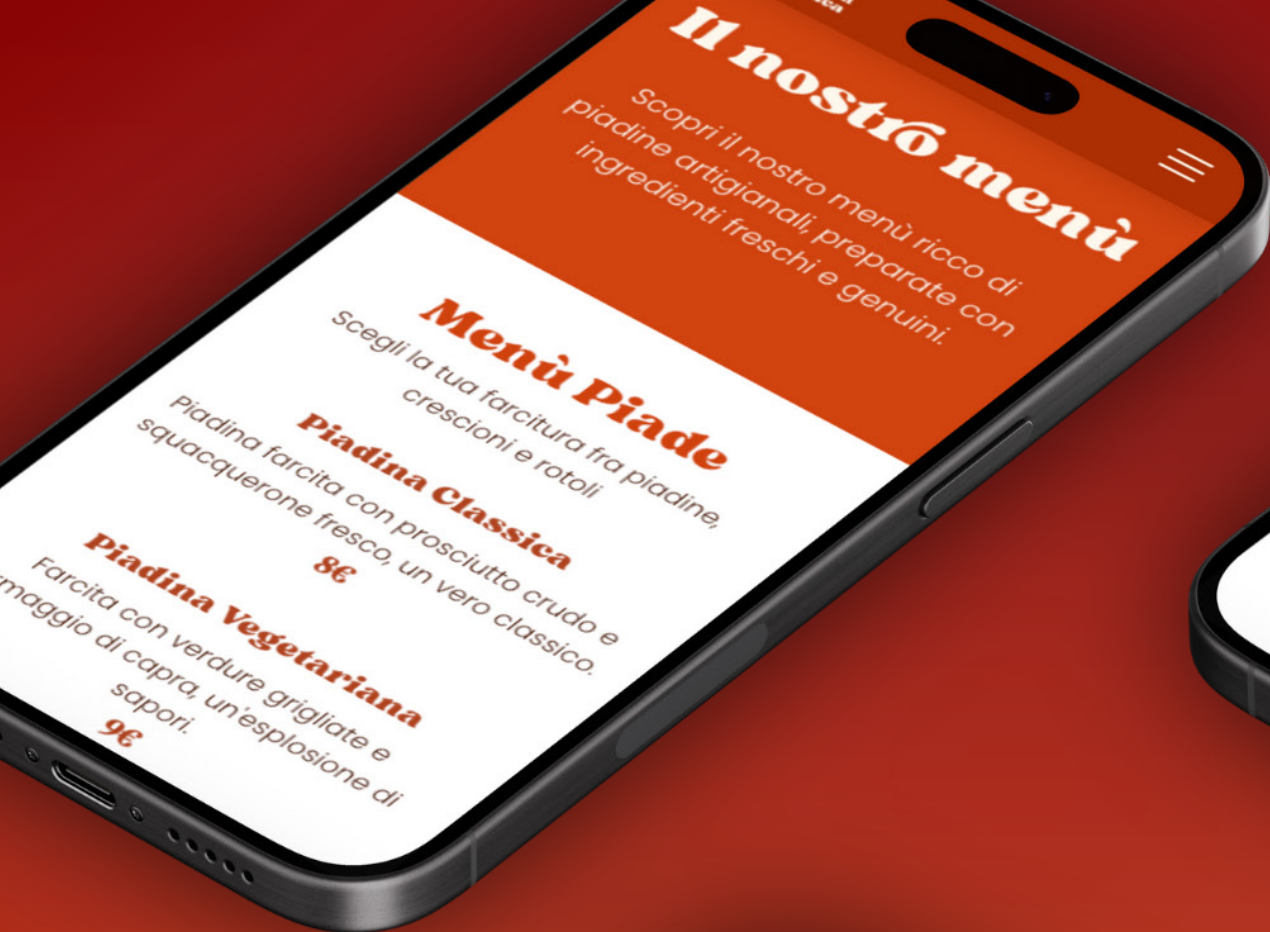 Il nostro menù
Scopri il nostro menù ricco di
piadine artigianali, preparate con
ingredienti freschi e genuini.
Menù Piade
Scegli la tua farcitura fra piadine,
crescioni e rotoli
Piadina Classica
Piadina farcita con prosciutto crudo e
squacquerone fresco, un vero classico.
8€
Piadina Vegetariana
Farcita con verdure grigliate e
di capra, un'esplosione di
sapori.
9€